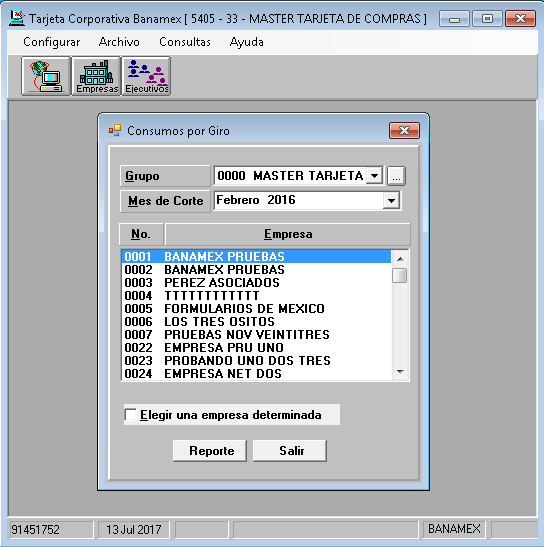 Tarjeta Corporativa Banamex [ 5405 - 33 - MASTER TARJETA DE COMPRAS ]
Configurar Archivo Consultas Ayuda
Empresas Ejecutivos
Consumos por Giro
Grupo 0000 MASTER TARJETA ...
Mes de Corte Febrero 2016
No. Empresa
0001 BANAMEX PRUEBAS
0002 BANAMEX PRUEBAS
0003 PEREZ ASOCIADOS
0004 TTTTTTTTTTTT
0005 FORMULARIOS DE MEXICO
0006 LOS TRES OSITOS
0007 PRUEBAS NOV VEINTITRES
0022 EMPRESA PRU UNO
0023 PROBANDO UNO DOS TRES
0024 EMPRESA NET DOS
Elegir una empresa determinada
Reporte Salir
91451752 13 Jul 2017 BANAMEX